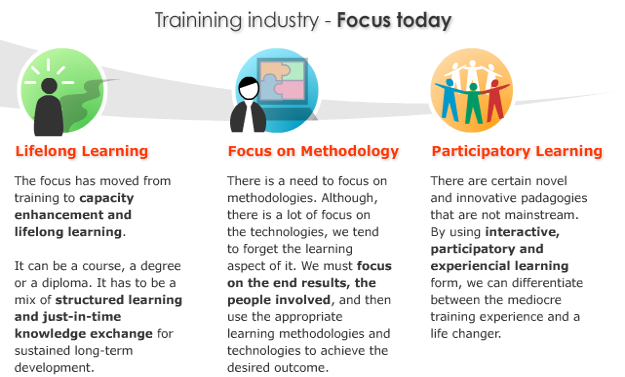 Trainining industry - Focus today
Lifelong Learning
The focus has moved from
training to capacity
enhancement and
lifelong learning.
It can be a course, a degree
or a diploma. It has to be a
mix of structured learning
and just-in-time
knowledge exchange for
sustained long-term
development.
Focus on Methodology
There is a need to focus on
methodologies. Although,
there is a lot of focus on
the technologies, we tend
to forget the learning
aspect of it. We must focus
on the end results, the
people involved, and then
use the appropriate
learning methodologies and
technologies to achieve the
desired outcome.
Participatory Learning
There are certain novel
and innovative padagogies
that are not mainstream.
By using interactive,
participatory and
experiencial learning
form, we can differentiate
between the mediocre
training experience and a
life changer.